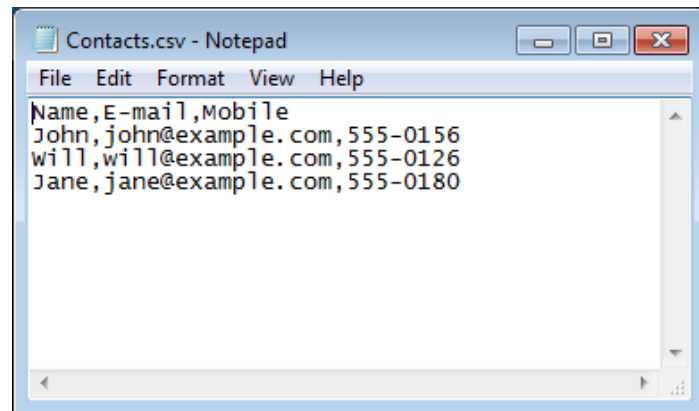 Contacts.csv - Notepad
File Edit Format View Help
Name,E-mail,Mobile
John,john@example.com,555-0156
Will,will@example.com,555-0126
Jane,jane@example.com,555-0180